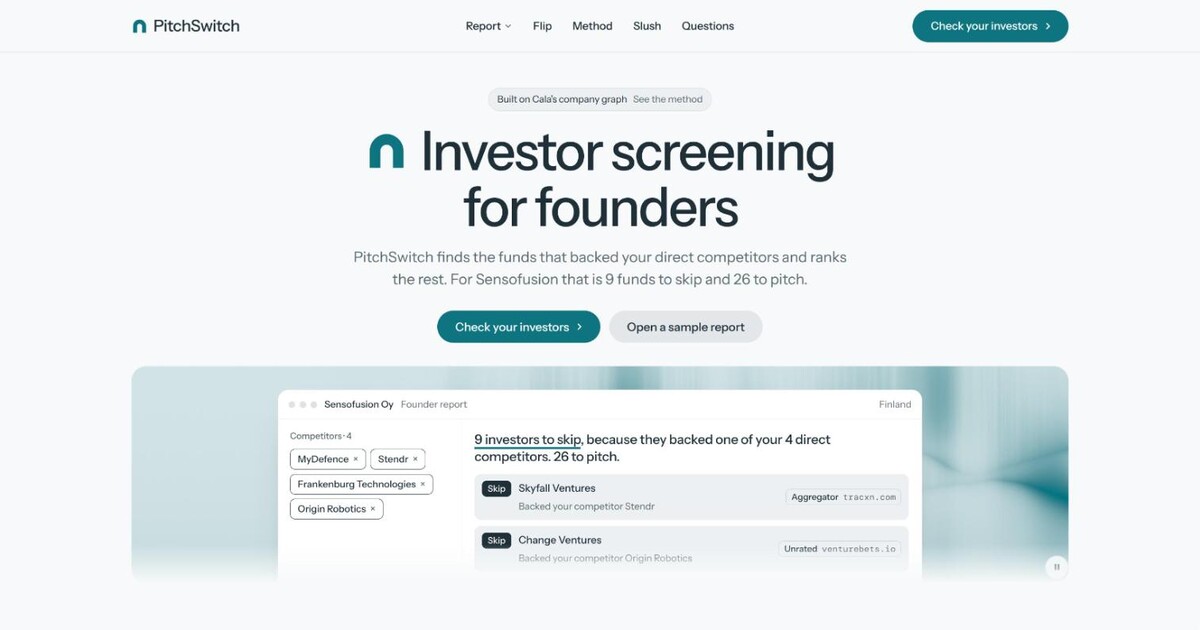 PitchSwitch
Report
Flip
Method
Slush
Questions
Check your investors
Built on Cala's company graph See the method
Investor screening
for founders
PitchSwitch finds the funds that backed your direct competitors and ranks
the rest. For Sensofusion that is 9 funds to skip and 26 to pitch.
Check your investors
Open a sample report
Sensofusion Oy Founder report
Finland
Competitors · 4
MyDefence ×
Stendr ×
Frankenburg Technologies ×
Origin Robotics ×
9 investors to skip, because they backed one of your 4 direct
competitors. 26 to pitch.
Skip Skyfall Ventures
Backed your competitor Stendr
Aggregator tracxn.com
Skip Change Ventures
Backed your competitor Origin Robotics
Unrated venturebets.io